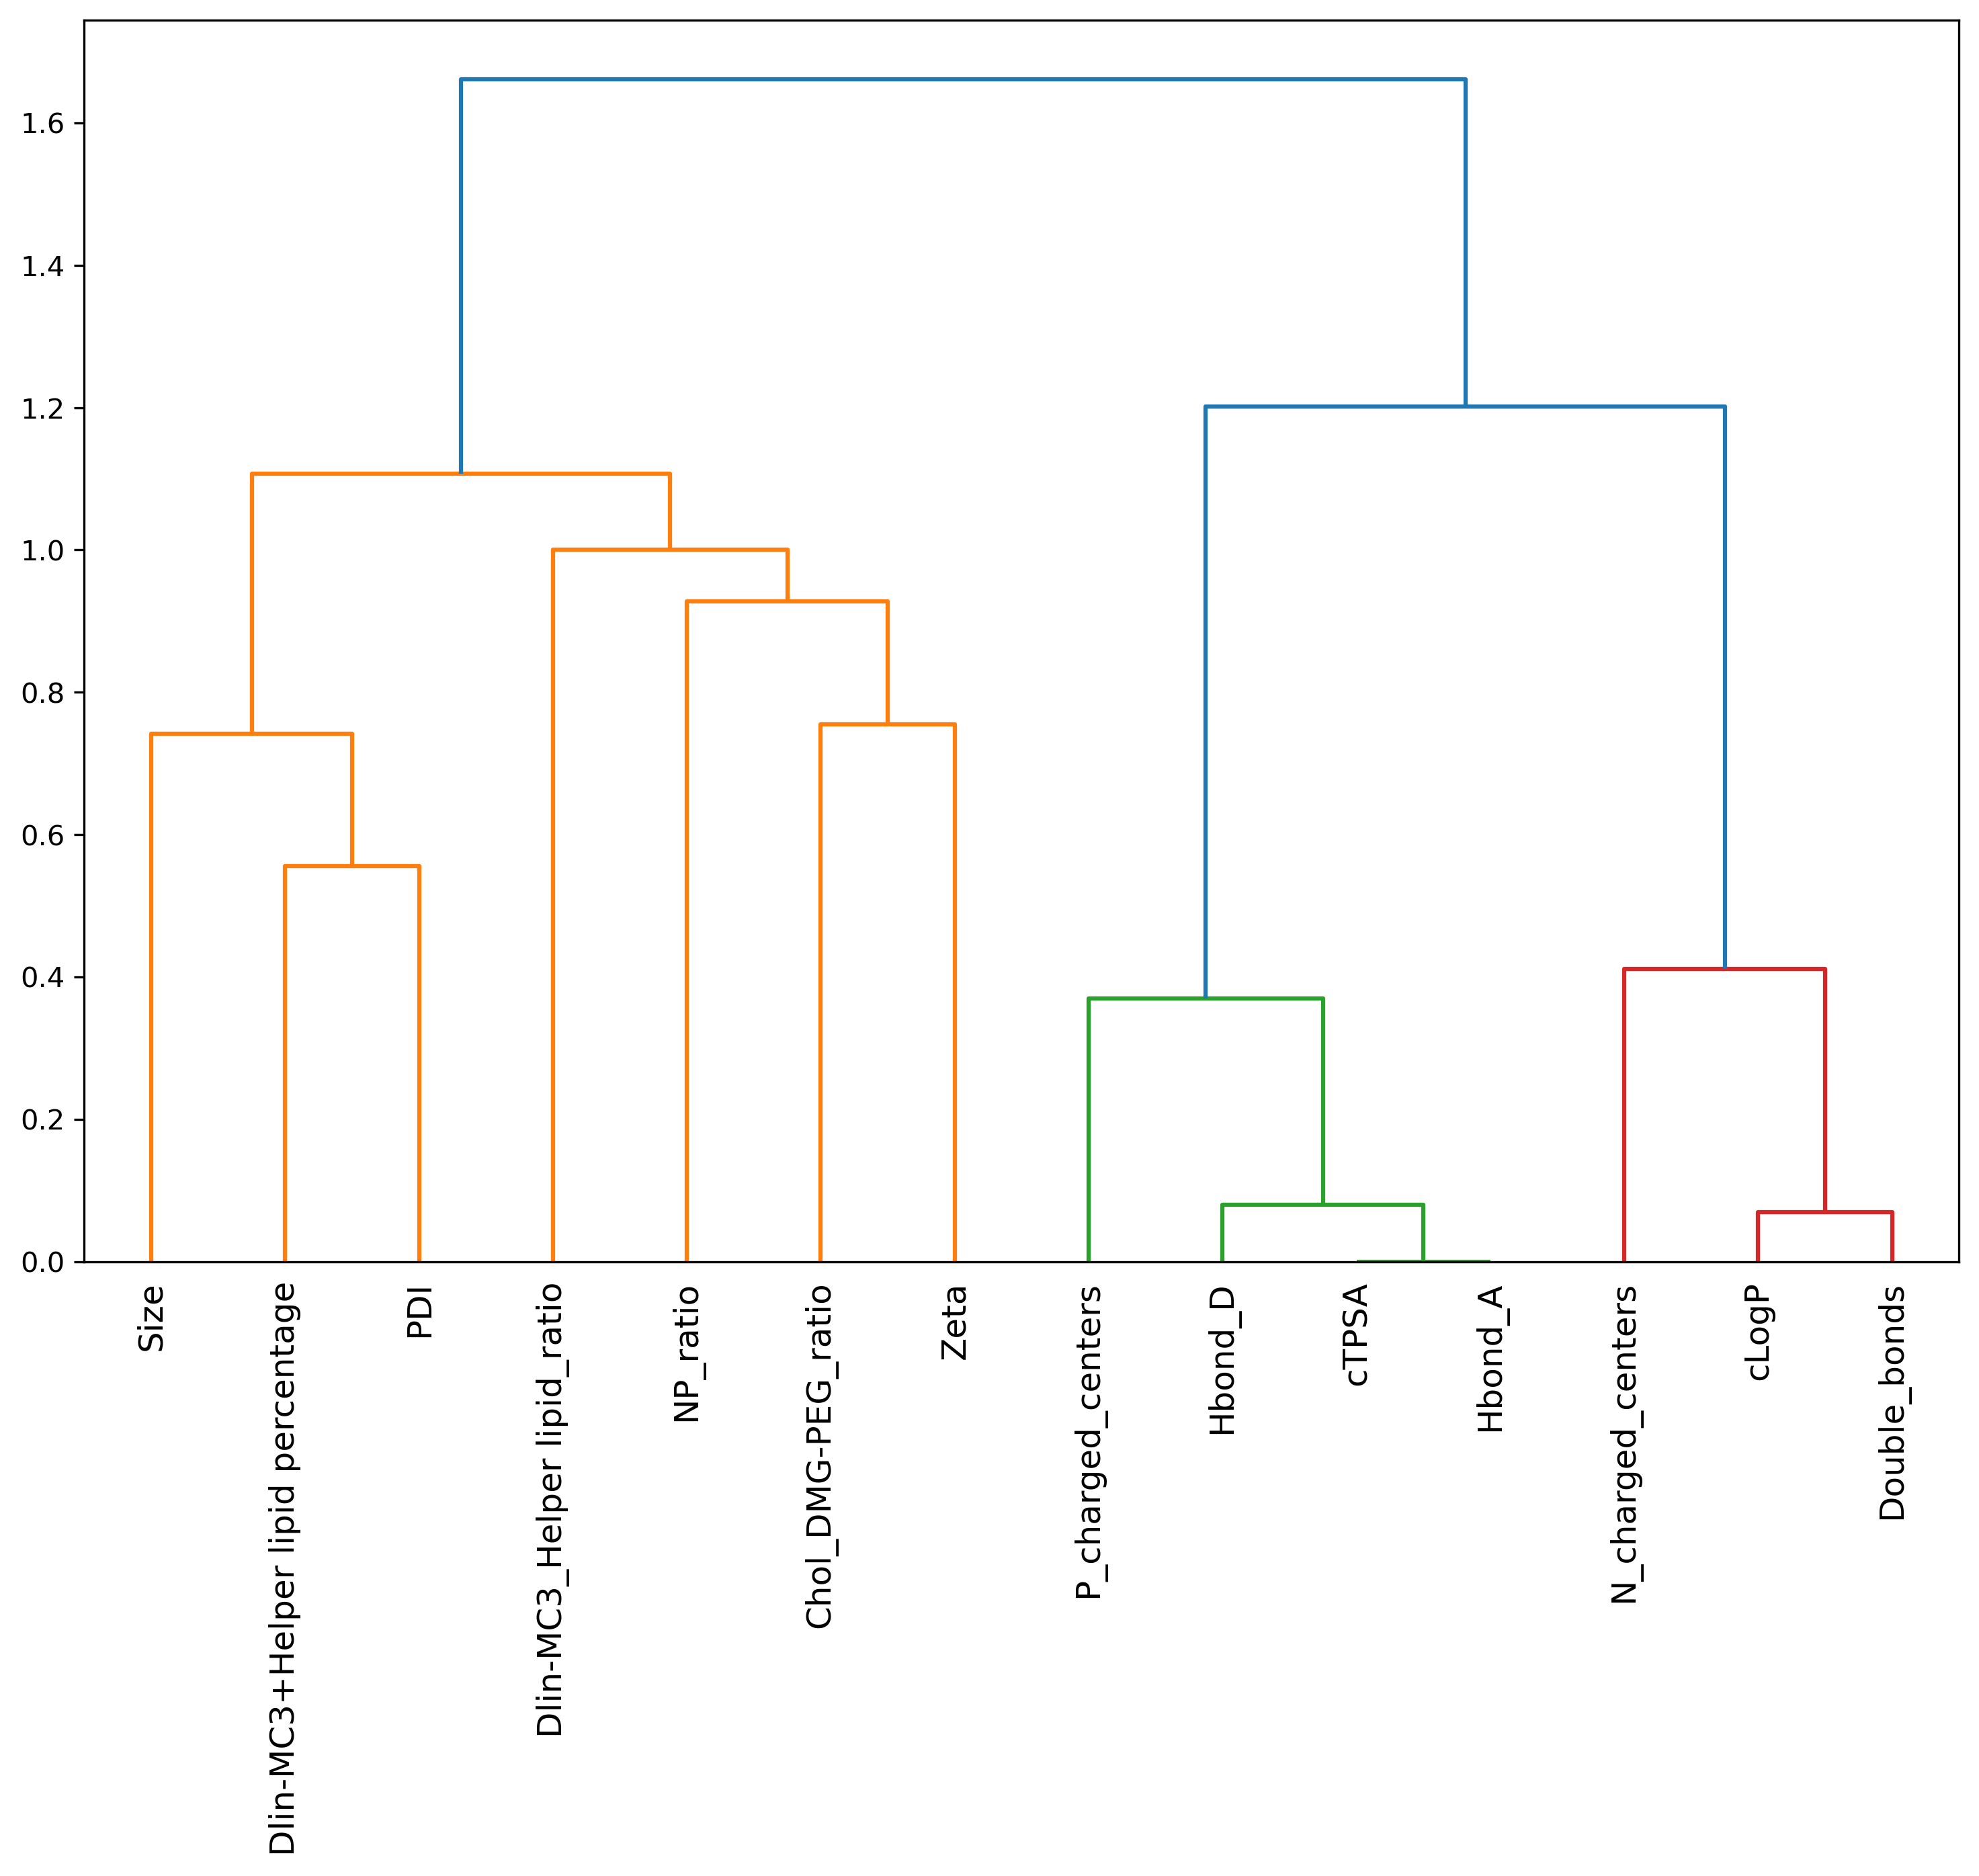 1.6
1.4
1.2
1.0
0.8
0.6
0.4
0.2
0.0
Size
Dlin-MC3+Helper lipid percentage
PDI
Dlin-MC3_Helper lipid_ratio
NP_ratio
Chol_DMG-PEG_ratio
Zeta
P_charged_centers
Hbond_D
cTPSA
Hbond_A
N_charged_centers
cLogP
Double_bonds